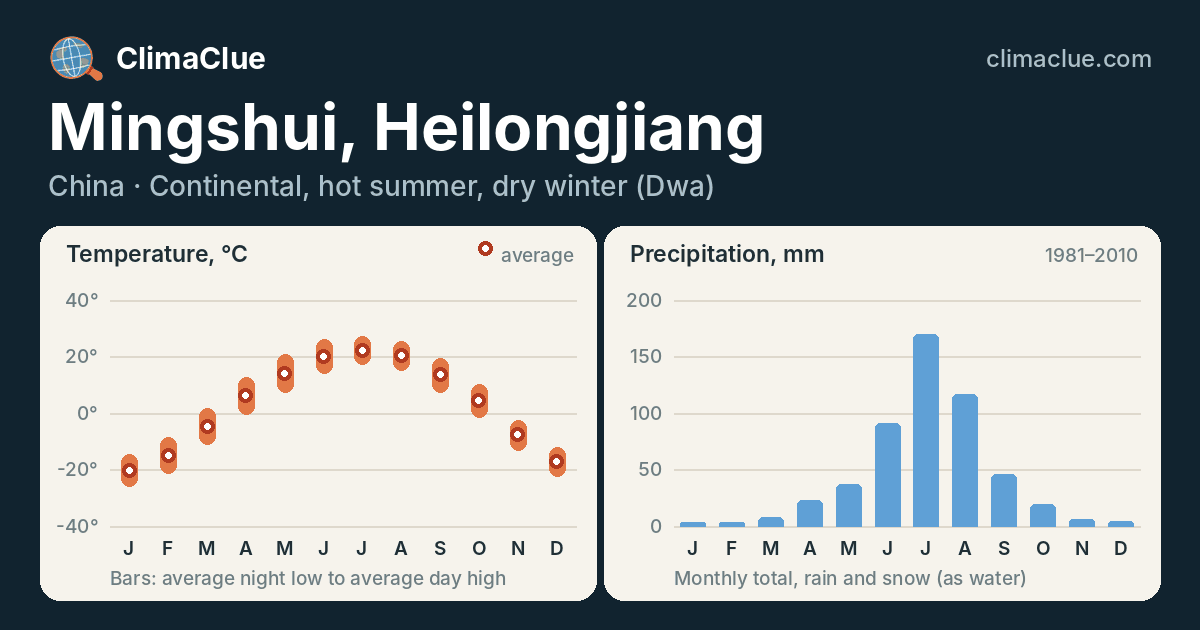 ClimaClue
climaclue.com
Mingshui, Heilongjiang
China · Continental, hot summer, dry winter (Dwa)
Temperature, °C
average
40°
20°
0°
-20°
-40°
J F M A M J J A S O N D
Bars: average night low to average day high
Precipitation, mm
1981–2010
200
150
100
50
0
J F M A M J J A S O N D
Monthly total, rain and snow (as water)